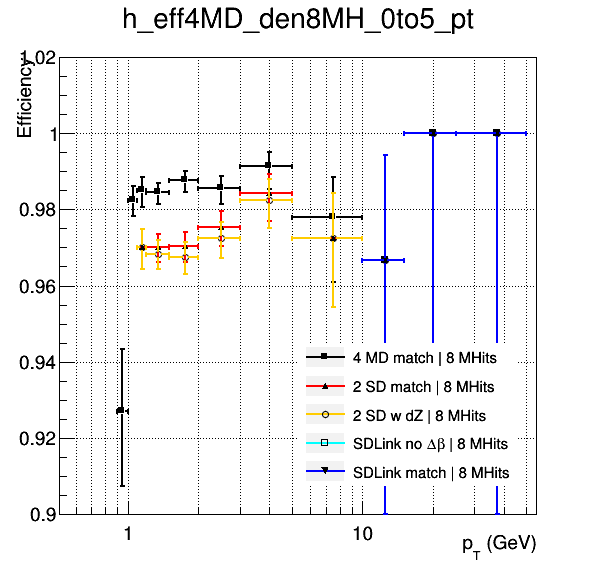 h_eff4MD_den8MH_0to5_pt
Efficiency
1.02
1
0.98
0.96
0.94
0.92
0.9
4 MD match | 8 MHits
2 SD match | 8 MHits
2 SD w dZ | 8 MHits
SDLink no Δβ | 8 MHits
SDLink match | 8 MHits
1
10
p_T (GeV)